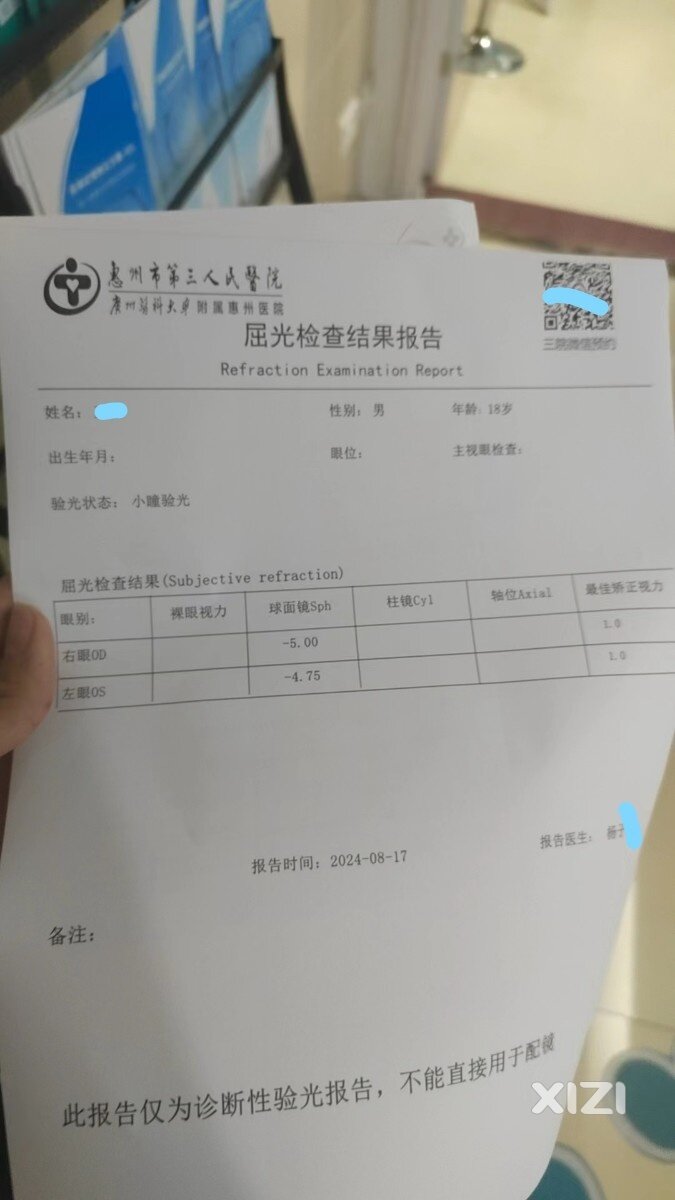 惠州市第三人民醫院
广州医科大学附属惠州医院
三院微信预约
屈光检查结果报告
Refraction Examination Report
姓名： 性别：男 年龄：18岁
出生年月： 眼位： 主视眼检查：
验光状态：小瞳验光
屈光检查结果(Subjective refraction)
眼别： 裸眼视力 球面镜Sph 柱镜Cyl 轴位Axial 最佳矫正视力
右眼OD -5.00 1.0
左眼OS -4.75 1.0
报告时间：2024-08-17 报告医生：杨子
备注：
此报告仅为诊断性验光报告，不能直接用于配镜
XIZI